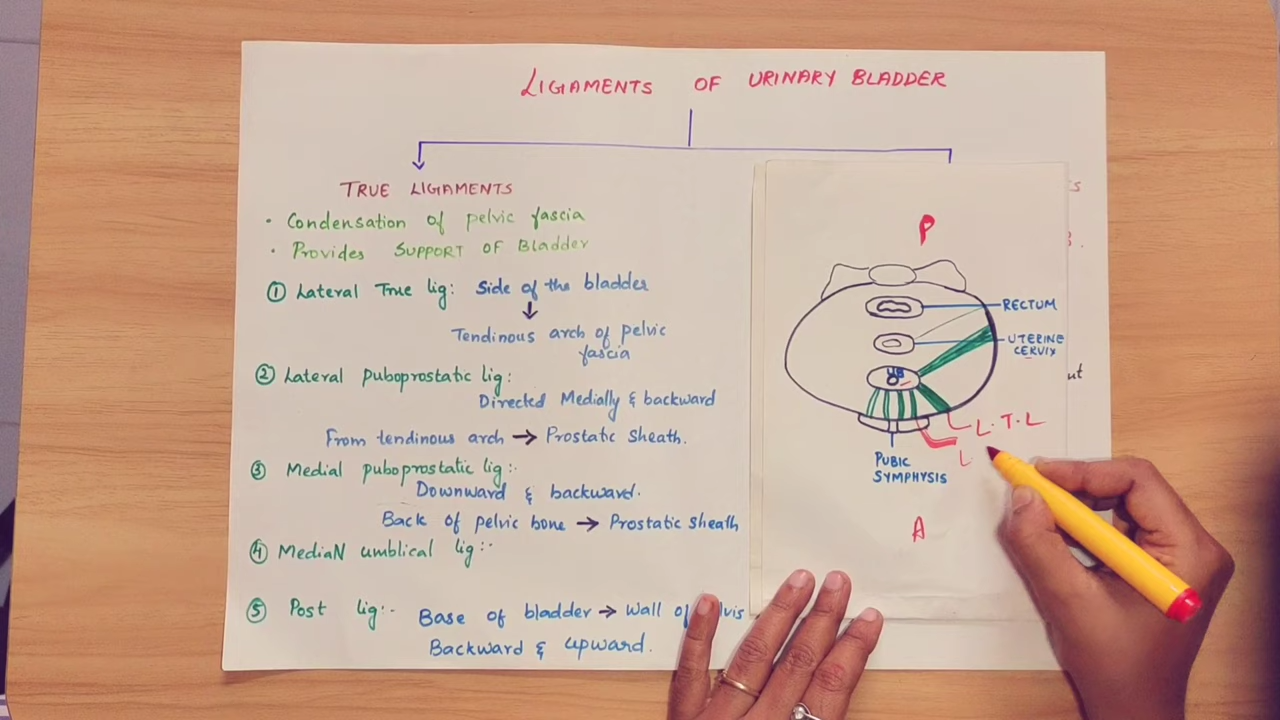 LIGAMENTS OF URINARY BLADDER
TRUE LIGAMENTS
• Condensation of pelvic fascia
• Provides SUPPORT OF Bladder
① Lateral True lig: Side of the bladder
Tendinous arch of pelvic
fascia
② Lateral puboprostatic lig:
Directed Medially & backward
From tendinous arch → Prostatic Sheath.
③ Medial puboprostatic lig:-
Downward & backward.
Back of pelvic bone → Prostatic Sheath
④ MediaN umblical lig:-
⑤ Post lig:- Base of bladder → Wall of
Backward & upward.
P
RECTUM
UTERINE
CERVIX
UB
L.T.L
L.
PUBIC
SYMPHYSIS
A